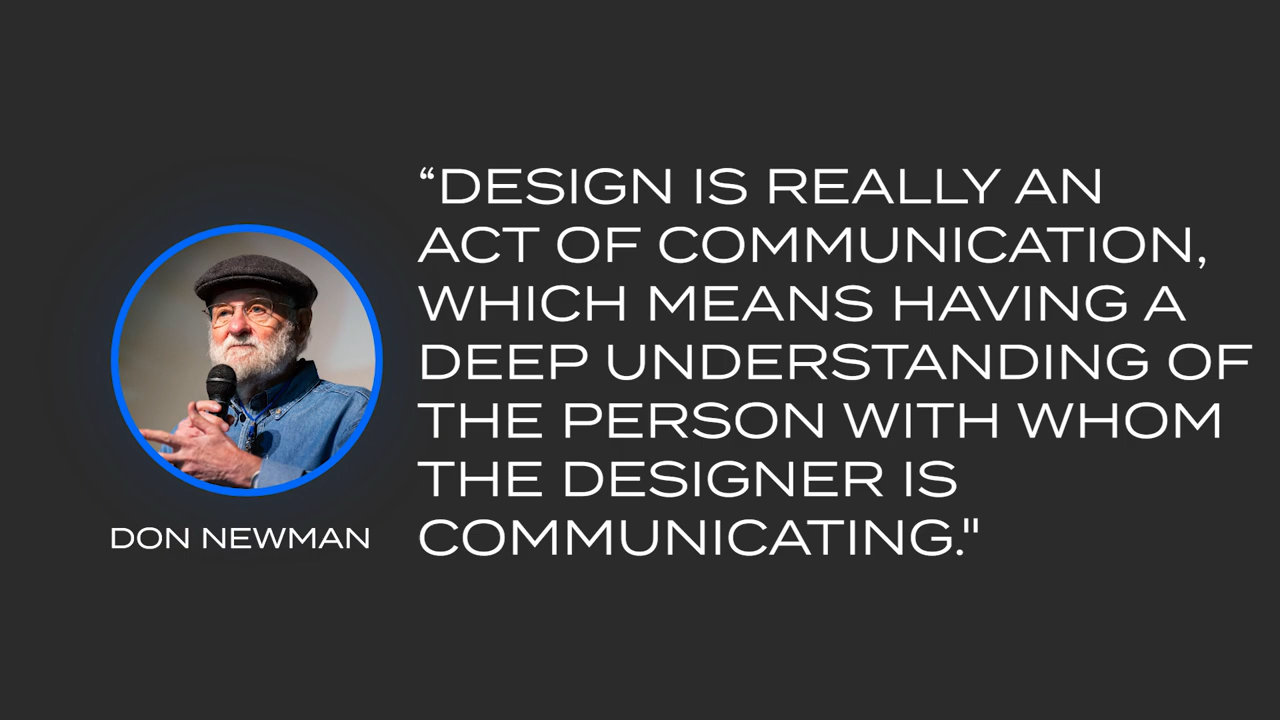 “DESIGN IS REALLY AN
ACT OF COMMUNICATION,
WHICH MEANS HAVING A
DEEP UNDERSTANDING OF
THE PERSON WITH WHOM
THE DESIGNER IS
COMMUNICATING."
DON NEWMAN